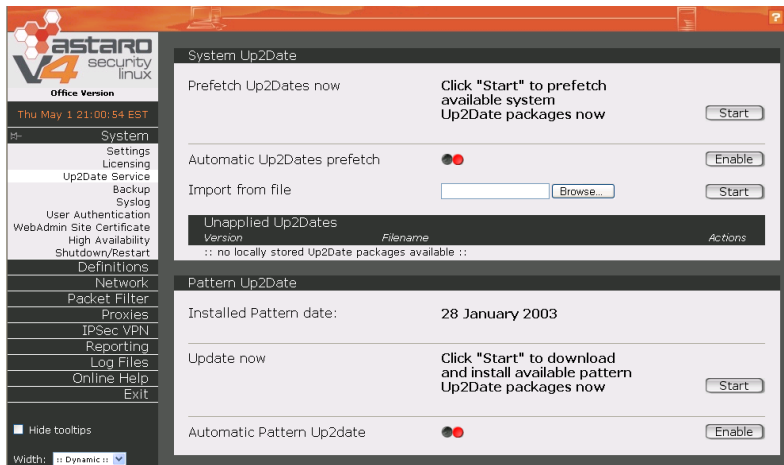 ?
astaro
V4 security
linux
Office Version
Thu May 1 21:00:54 EST
System
Settings
Licensing
Up2Date Service
Backup
Syslog
User Authentication
WebAdmin Site Certificate
High Availability
Shutdown/Restart
Definitions
Network
Packet Filter
Proxies
IPSec VPN
Reporting
Log Files
Online Help
Exit
Hide tooltips
Width: :: Dynamic ::
System Up2Date
Prefetch Up2Dates now
Click "Start" to prefetch
available system
Up2Date packages now
Start
Automatic Up2Dates prefetch
Enable
Import from file
Browse...
Start
Unapplied Up2Dates
Version Filename Actions
:: no locally stored Up2Date packages available ::
Pattern Up2Date
Installed Pattern date: 28 January 2003
Update now
Click "Start" to download
and install available pattern
Up2Date packages now
Start
Automatic Pattern Up2date
Enable